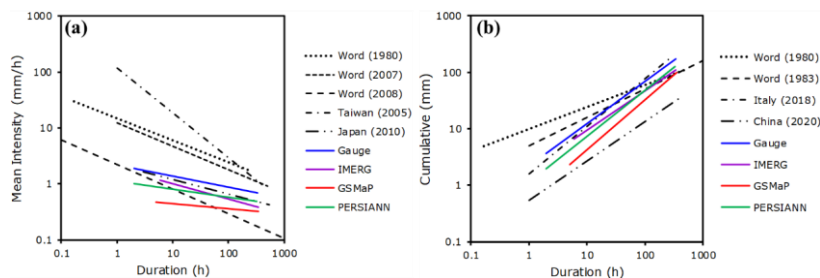 (a)
Mean Intensity (mm/h)
1000
100
10
1
0.1
0.1 1 10 100 1000
Duration (h)
Word (1980)
Word (2007)
Word (2008)
Taiwan (2005)
Japan (2010)
Gauge
IMERG
GSMaP
PERSIANN
(b)
Cumulative (mm)
1000
100
10
1
0.1
0.1 1 10 100 1000
Duration (h)
Word (1980)
Word (1983)
Italy (2018)
China (2020)
Gauge
IMERG
GSMaP
PERSIANN